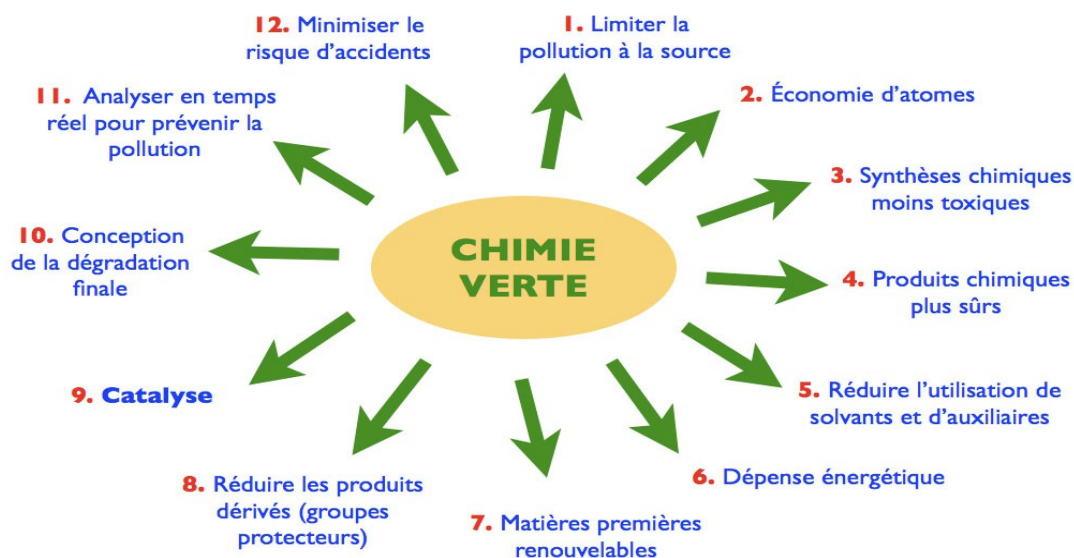 CHIMIE
VERTE
1. Limiter la
pollution à la source
2. Économie d'atomes
3. Synthèses chimiques
moins toxiques
4. Produits chimiques
plus sûrs
5. Réduire l'utilisation de
solvants et d'auxiliaires
6. Dépense énergétique
7. Matières premières
renouvelables
8. Réduire les produits
dérivés (groupes
protecteurs)
9. Catalyse
10. Conception
de la dégradation
finale
11. Analyser en temps
réel pour prévenir la
pollution
12. Minimiser le
risque d'accidents